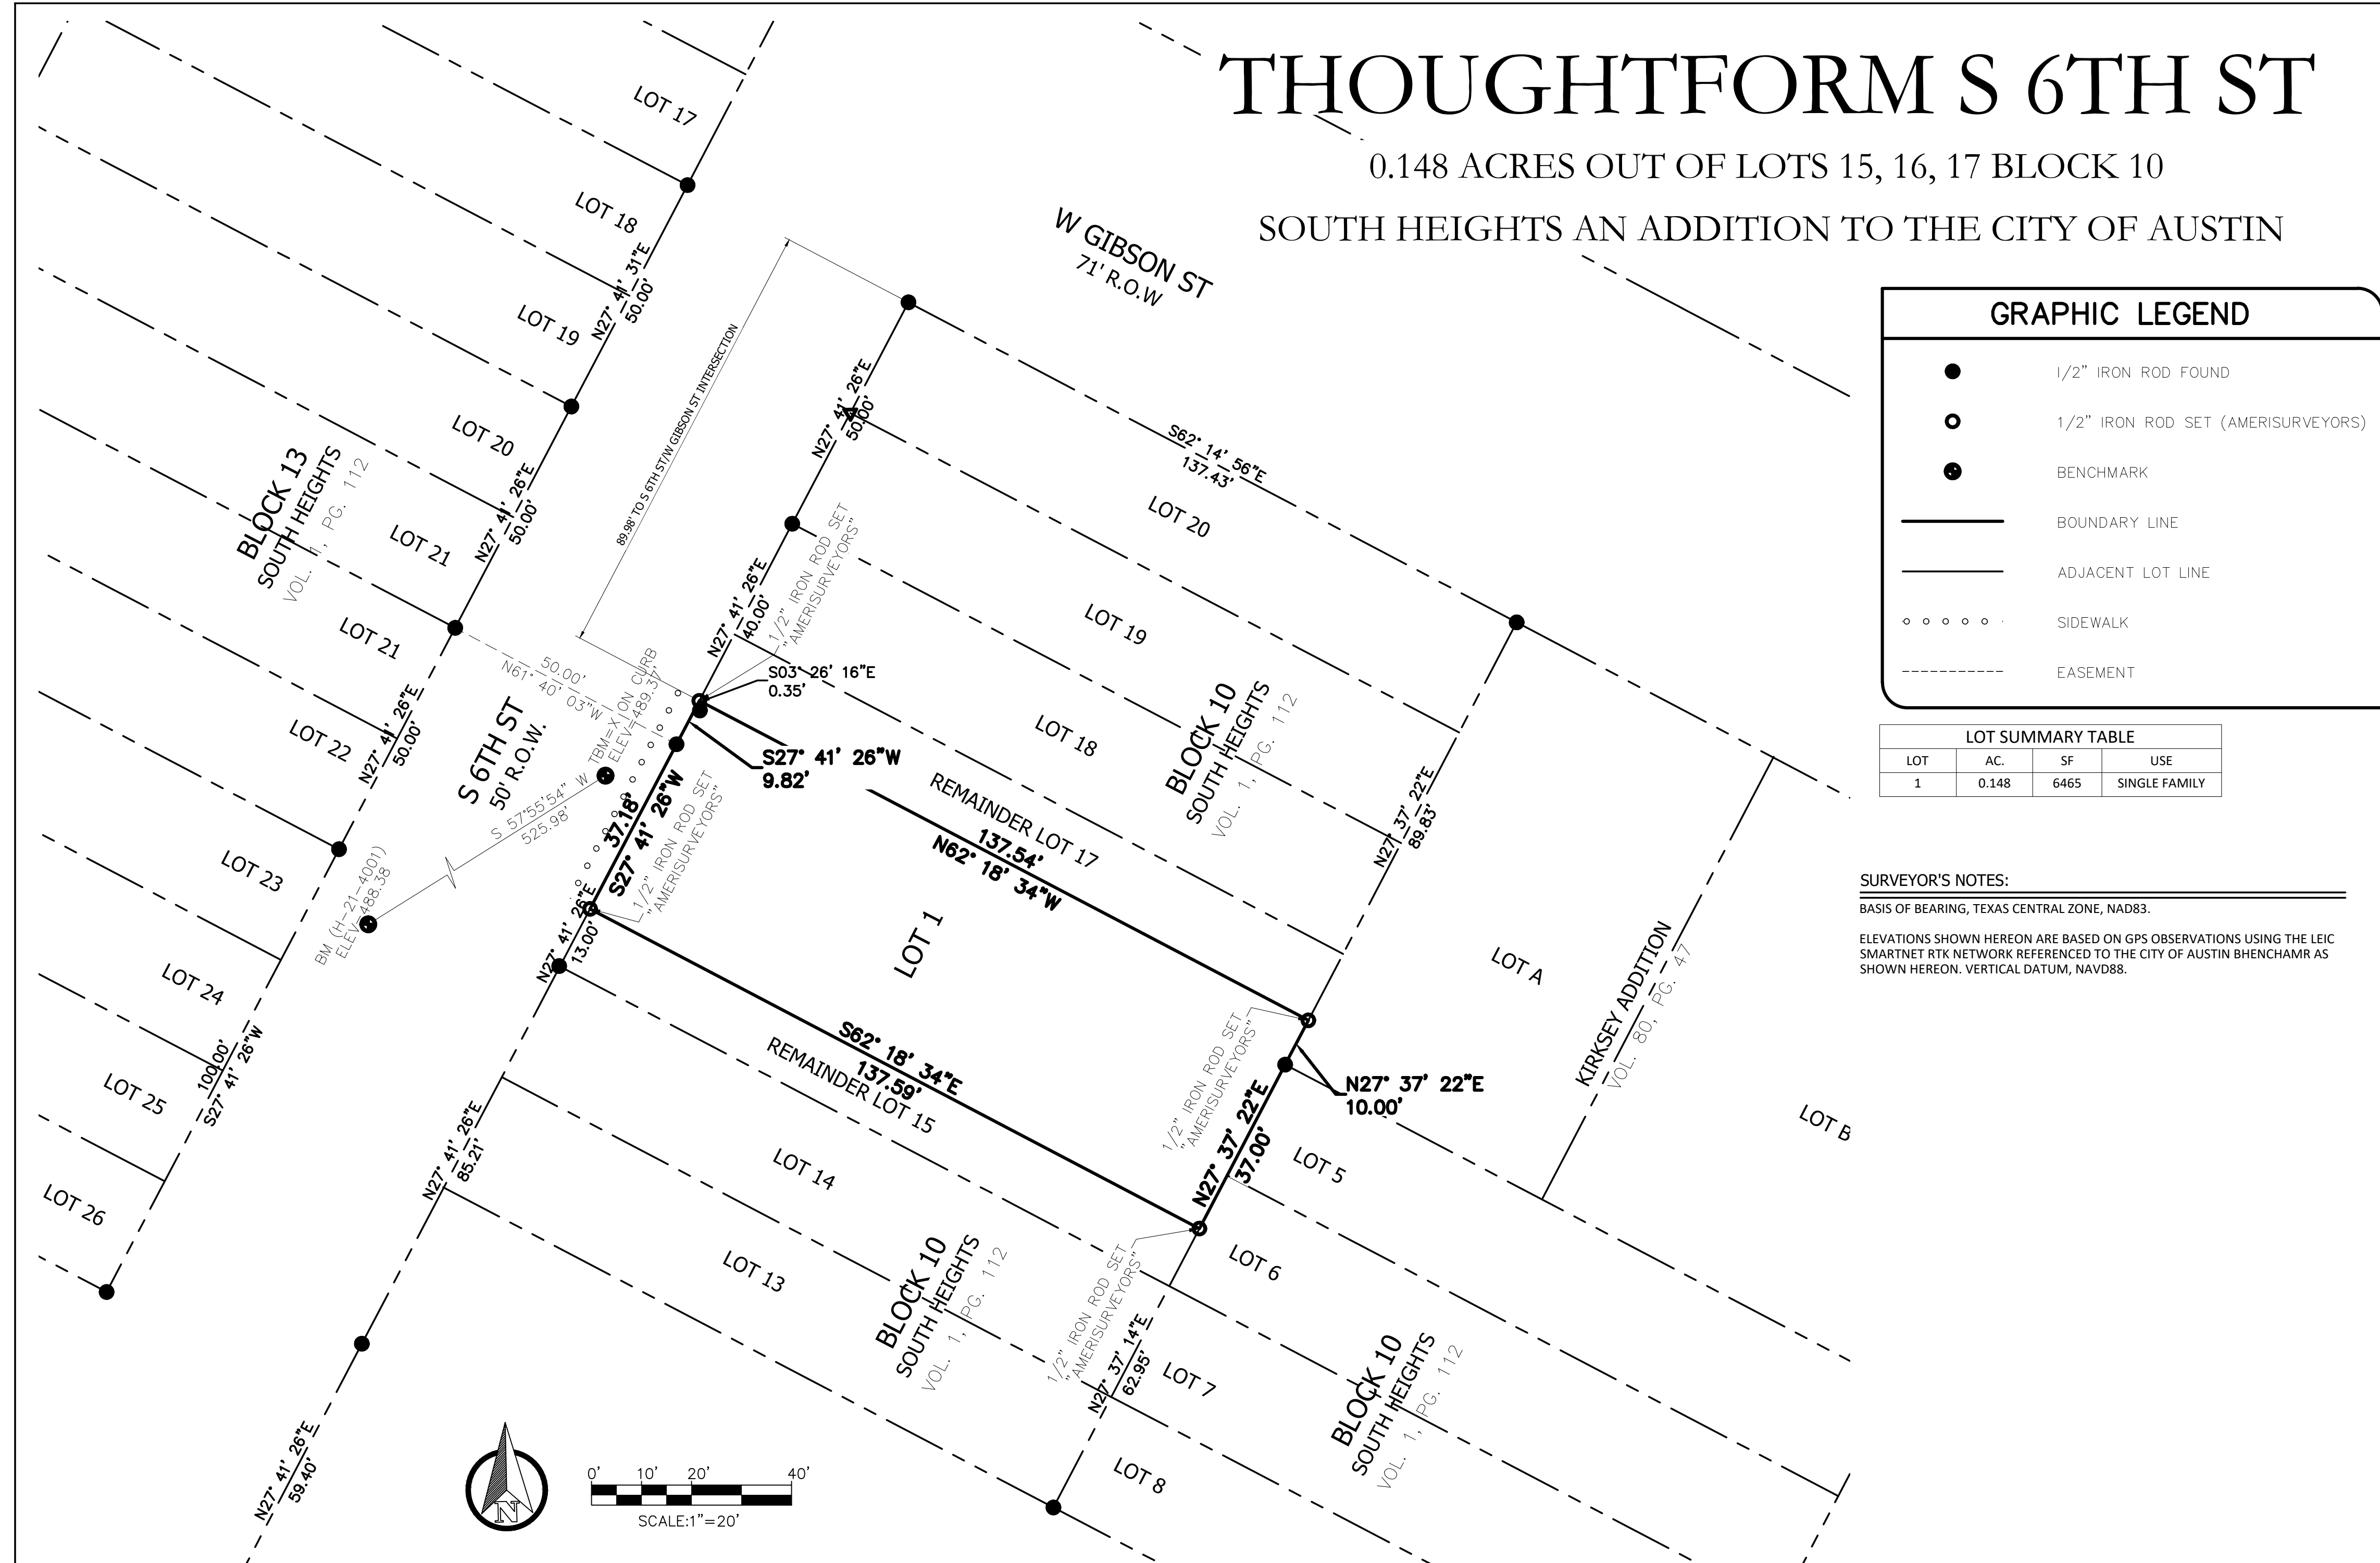 THOUGHTFORM S 6TH ST
0.148 ACRES OUT OF LOTS 15, 16, 17 BLOCK 10
SOUTH HEIGHTS AN ADDITION TO THE CITY OF AUSTIN
W GIBSON ST
71' R.O.W
LOT 17
LOT 18
N27° 41' 31"E
50.00'
LOT 19
LOT 20
N27° 41' 26"E
50.00'
LOT 21
BLOCK 13
SOUTH HEIGHTS
VOL. 1, PG. 112
LOT 21
LOT 22
N27° 41' 26"E
50.00'
LOT 23
LOT 24
100.00'
S27° 41' 26"W
LOT 25
LOT 26
89.98' TO S 6TH ST/W GIBSON ST INTERSECTION
N27° 41' 26"E
50.00'
S62° 14' 56"E
137.43'
LOT 20
N27° 41' 26"E
40.00'
1/2" IRON ROD SET
"AMERISURVEYORS"
LOT 19
S03° 26' 16"E
0.35'
LOT 18
BLOCK 10
SOUTH HEIGHTS
VOL. 1, PG. 112
50.00'
N61° 40' 03"W
S 6TH ST
50' R.O.W.
TBM=X ON CURB
ELEV=489.37'
S 57°55'54" W
525.98'
BM (H-21-4001)
ELEV=488.38
S27° 41' 26"W
9.82'
37.18'
S27° 41' 26"W
1/2" IRON ROD SET
"AMERISURVEYORS"
REMAINDER LOT 17
137.54'
N62° 18' 34"W
N27° 37' 22"E
89.83'
N27° 41' 26"E
13.00'
LOT 1
LOT A
KIRKSEY ADDITION
VOL. 80, PG. 47
LOT B
S62° 18' 34"E
137.59'
REMAINDER LOT 15
1/2" IRON ROD SET
"AMERISURVEYORS"
N27° 37' 22"E
10.00'
N27° 37' 22"E
37.00'
LOT 5
LOT 6
N27° 41' 26"E
85.21'
LOT 14
LOT 13
BLOCK 10
SOUTH HEIGHTS
VOL. 1, PG. 112
1/2" IRON ROD SET
"AMERISURVEYORS"
N27° 37' 14"E
62.95'
LOT 7
LOT 8
BLOCK 10
SOUTH HEIGHTS
VOL. 1, PG. 112
N27° 41' 26"E
59.40'
N
0' 10' 20' 40'
SCALE:1"=20'
GRAPHIC LEGEND
1/2" IRON ROD FOUND
1/2" IRON ROD SET (AMERISURVEYORS)
BENCHMARK
BOUNDARY LINE
ADJACENT LOT LINE
SIDEWALK
EASEMENT
LOT SUMMARY TABLE
LOT AC. SF USE
1 0.148 6465 SINGLE FAMILY
SURVEYOR'S NOTES:
BASIS OF BEARING, TEXAS CENTRAL ZONE, NAD83.
ELEVATIONS SHOWN HEREON ARE BASED ON GPS OBSERVATIONS USING THE LEIC
SMARTNET RTK NETWORK REFERENCED TO THE CITY OF AUSTIN BHENCHAMR AS
SHOWN HEREON. VERTICAL DATUM, NAVD88.